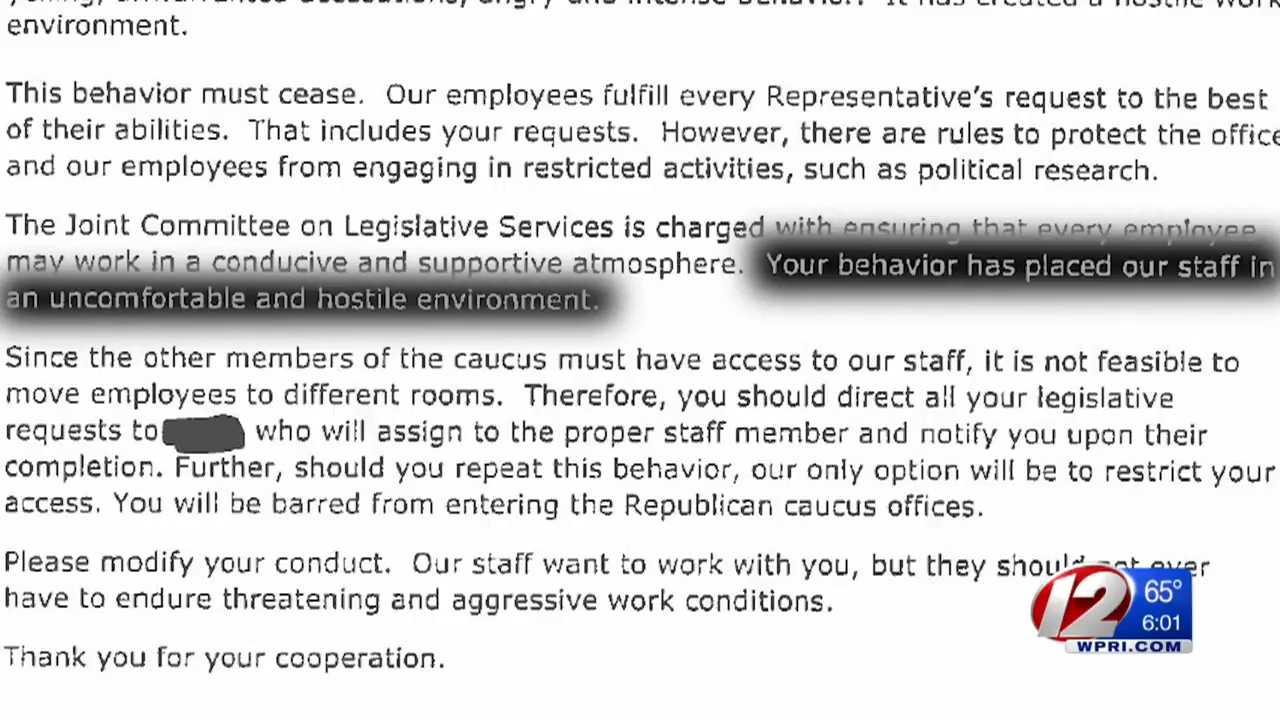 environment.
This behavior must cease. Our employees fulfill every Representative's request to the best
of their abilities. That includes your requests. However, there are rules to protect the office
and our employees from engaging in restricted activities, such as political research.
The Joint Committee on Legislative Services is charged with ensuring that every employee
may work in a conducive and supportive atmosphere. Your behavior has placed our staff in
an uncomfortable and hostile environment.
Since the other members of the caucus must have access to our staff, it is not feasible to
move employees to different rooms. Therefore, you should direct all your legislative
requests to who will assign to the proper staff member and notify you upon their
completion. Further, should you repeat this behavior, our only option will be to restrict your
access. You will be barred from entering the Republican caucus offices.
Please modify your conduct. Our staff want to work with you, but they should not ever
have to endure threatening and aggressive work conditions.
Thank you for your cooperation.
12 65°
6:01
WPRI.COM